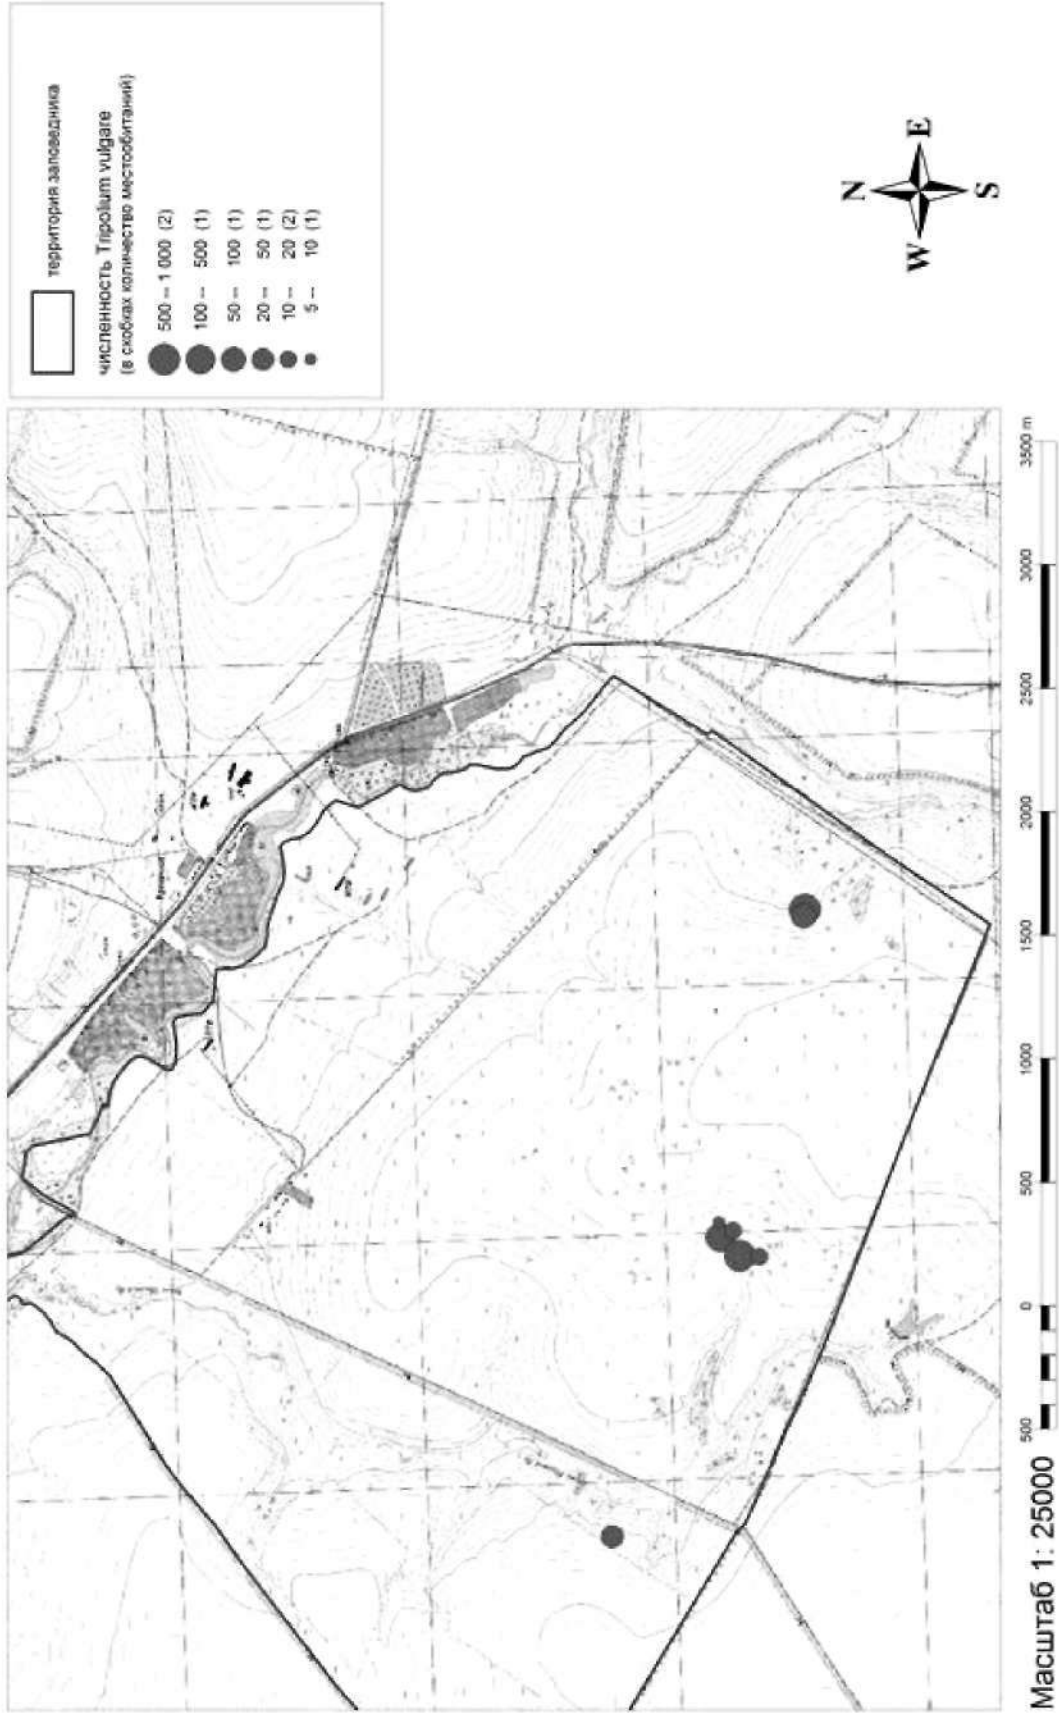 территория заповедника
численность Tripolium vulgare
(в скобках количество местообитаний)
500 -- 1 000 (2)
100 -- 500 (1)
50 -- 100 (1)
20 -- 50 (1)
10 -- 20 (2)
5 -- 10 (1)
N
W E
S
Масштаб 1: 25000
500 0 500 1000 1500 2000 2500 3000 3500 m